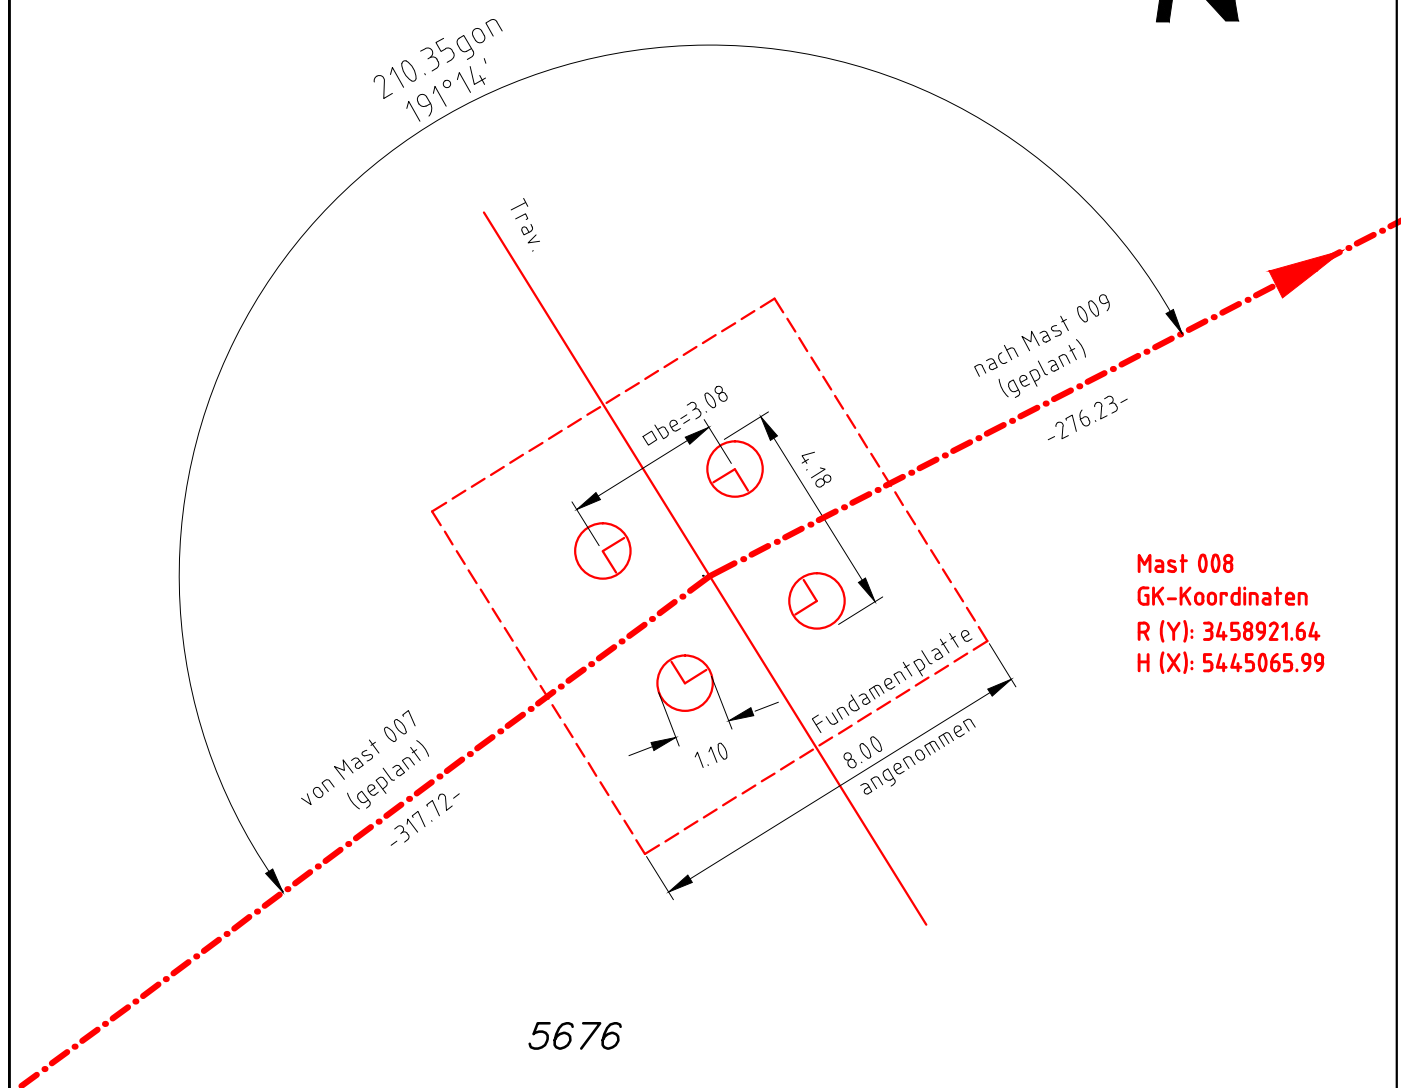 N
210.35gon
191°14'
Trav.
nach Mast 009
(geplant)
-276.23-
□be=3.08
4.18
Mast 008
GK-Koordinaten
R (Y): 3458921.64
H (X): 5445065.99
Fundamentplatte
8.00
angenommen
1.10
von Mast 007
(geplant)
-317.72-
5676